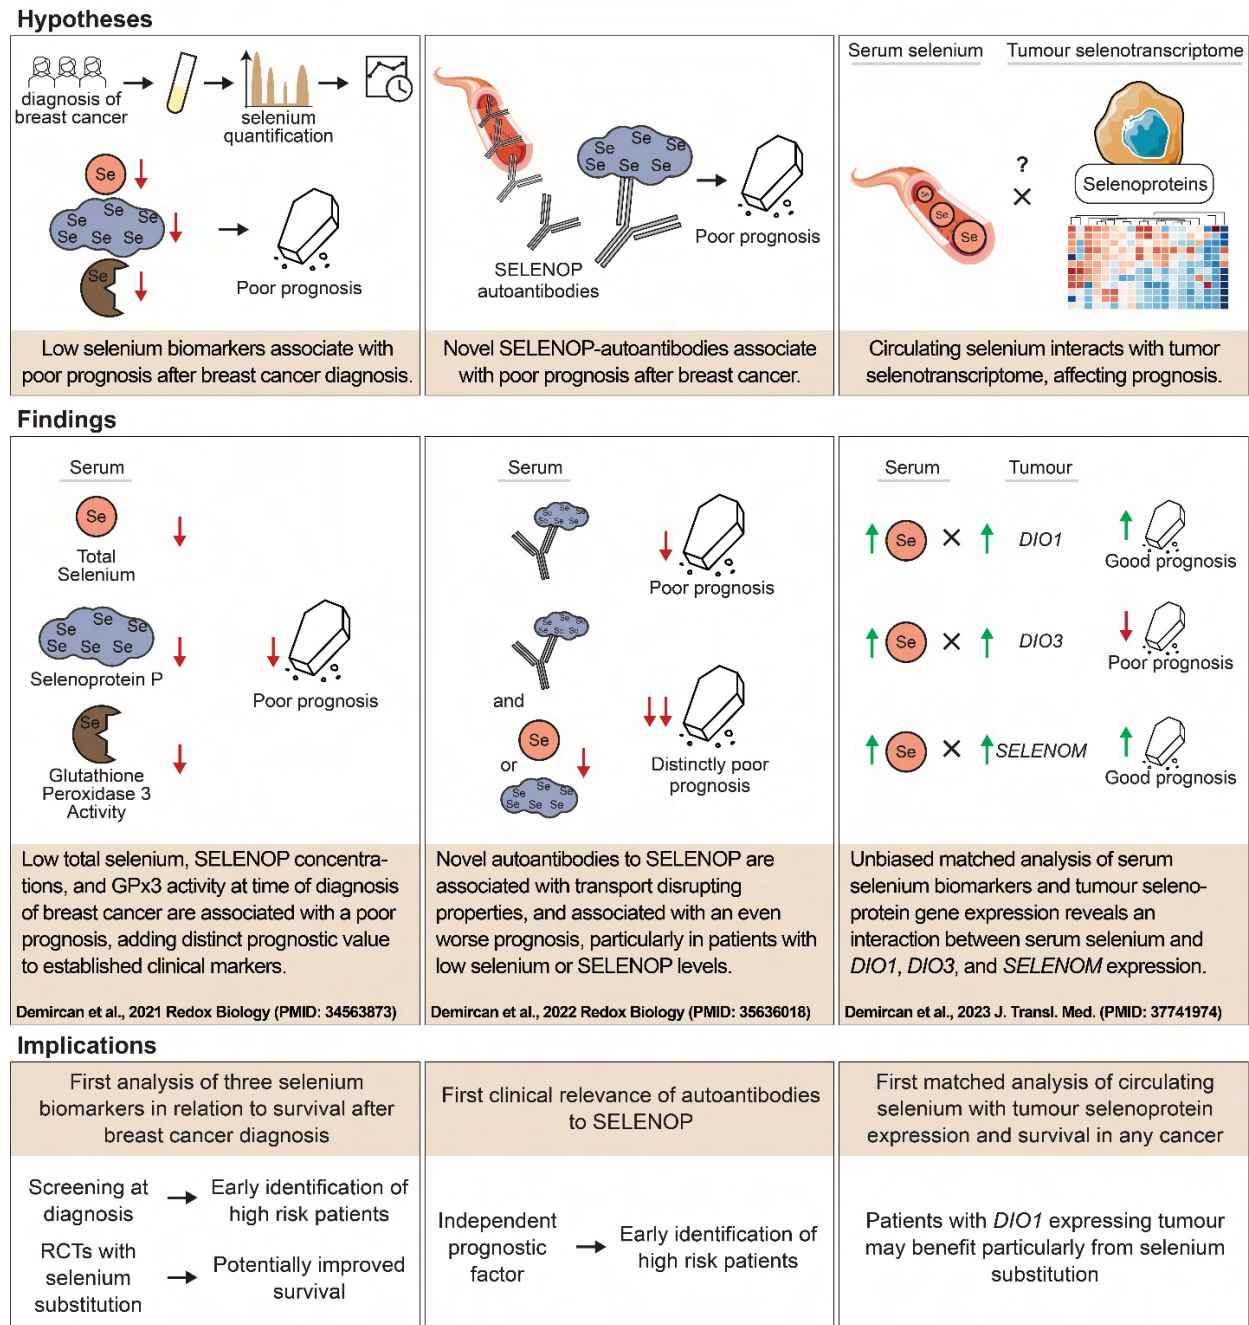 Hypotheses
diagnosis of
breast cancer
selenium
quantification
Se
Se Se Se
Se Se Se
Se
Poor prognosis
Low selenium biomarkers associate with
poor prognosis after breast cancer diagnosis.
Se Se Se
Se Se Se
SELENOP
autoantibodies
Poor prognosis
Novel SELENOP-autoantibodies associate
with poor prognosis after breast cancer.
Serum selenium
Tumour selenotranscriptome
Se
Se
Se
?
×
Selenoproteins
Circulating selenium interacts with tumor
selenotranscriptome, affecting prognosis.
Findings
Serum
Se
Total
Selenium
Se Se Se
Se Se Se
Selenoprotein P
Se
Glutathione
Peroxidase 3
Activity
Poor prognosis
Low total selenium, SELENOP concentra-
tions, and GPx3 activity at time of diagnosis
of breast cancer are associated with a poor
prognosis, adding distinct prognostic value
to established clinical markers.
Demircan et al., 2021 Redox Biology (PMID: 34563873)
Serum
Se Se Se
Se Se Se
Poor prognosis
Se Se Se
Se Se Se
and
Se
or
Se Se Se
Se Se Se
Distinctly poor
prognosis
Novel autoantibodies to SELENOP are
associated with transport disrupting
properties, and associated with an even
worse prognosis, particularly in patients with
low selenium or SELENOP levels.
Demircan et al., 2022 Redox Biology (PMID: 35636018)
Serum
Tumour
Se × DIO1
Good prognosis
Se × DIO3
Poor prognosis
Se × SELENOM
Good prognosis
Unbiased matched analysis of serum
selenium biomarkers and tumour seleno-
protein gene expression reveals an
interaction between serum selenium and
DIO1, DIO3, and SELENOM expression.
Demircan et al., 2023 J. Transl. Med. (PMID: 37741974)
Implications
First analysis of three selenium
biomarkers in relation to survival after
breast cancer diagnosis
Screening at
diagnosis
Early identification of
high risk patients
RCTs with
selenium
substitution
Potentially improved
survival
First clinical relevance of autoantibodies
to SELENOP
Independent
prognostic
factor
Early identification of
high risk patients
First matched analysis of circulating
selenium with tumour selenoprotein
expression and survival in any cancer
Patients with DIO1 expressing tumour
may benefit particularly from selenium
substitution